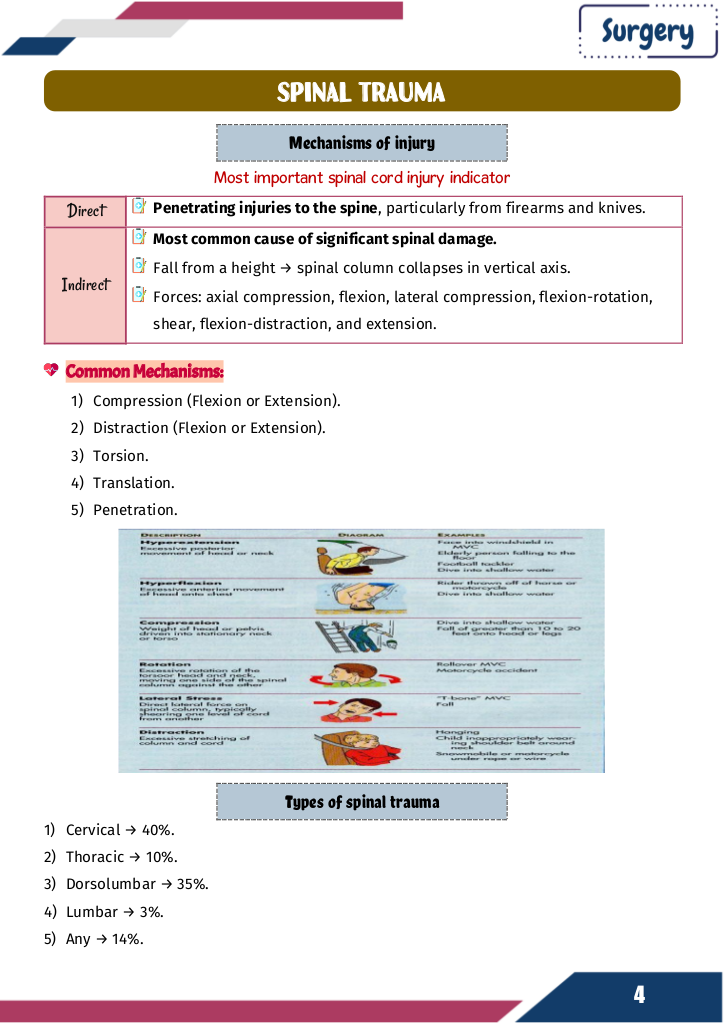 Surgery
SPINAL TRAUMA
Mechanisms of injury
Most important spinal cord injury indicator
Direct
Penetrating injuries to the spine, particularly from firearms and knives.
Indirect
Most common cause of significant spinal damage.
Fall from a height → spinal column collapses in vertical axis.
Forces: axial compression, flexion, lateral compression, flexion-rotation,
shear, flexion-distraction, and extension.
Common Mechanisms:
1) Compression (Flexion or Extension).
2) Distraction (Flexion or Extension).
3) Torsion.
4) Translation.
5) Penetration.
DESCRIPTION DIAGRAM EXAMPLES
Hyperextension
Excessive posterior
movement of head or neck
Face into windshield in
MVC
Elderly person falling to the
floor
Football tackler
Dive into shallow water
Hyperflexion
Excessive anterior movement
of head onto chest
Rider thrown off of horse or
motorcycle
Dive into shallow water
Compression
Weight of head or pelvis
driven into stationary neck
or torso
Dive into shallow water
Fall of greater than 10 to 20
feet onto head or legs
Rotation
Excessive rotation of the
torsoor head and neck,
moving one side of the spinal
column against the other
Rollover MVC
Motorcycle accident
Lateral Stress
Direct lateral force on
spinal column, typically
shearing one level of cord
from another
"T-bone" MVC
Fall
Distraction
Excessive stretching of
column and cord
Hanging
Child inappropriately wear-
ing shoulder belt around
neck
Snowmobile or motorcycle
under rope or wire
Types of spinal trauma
1) Cervical → 40%.
2) Thoracic → 10%.
3) Dorsolumbar → 35%.
4) Lumbar → 3%.
5) Any → 14%.
4